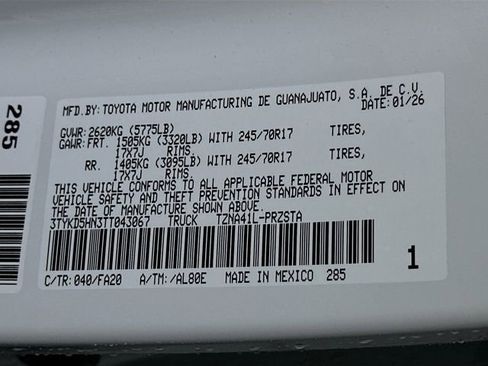 285
MFD.BY:TOYOTA MOTOR MANUFACTURING DE GUANAJUATO, S.A. DE C.V.
DATE:01/26
GVWR:2620KG (5775LB)
GAWR:FRT. 1505KG (3320LB) WITH 245/70R17 TIRES,
17X7J RIMS.
RR. 1405KG (3095LB) WITH 245/70R17 TIRES,
17X7J RIMS.
THIS VEHICLE CONFORMS TO ALL APPLICABLE FEDERAL MOTOR
VEHICLE SAFETY AND THEFT PREVENTION STANDARDS IN EFFECT ON
THE DATE OF MANUFACTURE SHOWN ABOVE.
3TYKD5HN3TT043067 TRUCK TZNA41L-PRZSTA
C/TR:040/FA20 A/TM:/AL80E MADE IN MEXICO 285
1